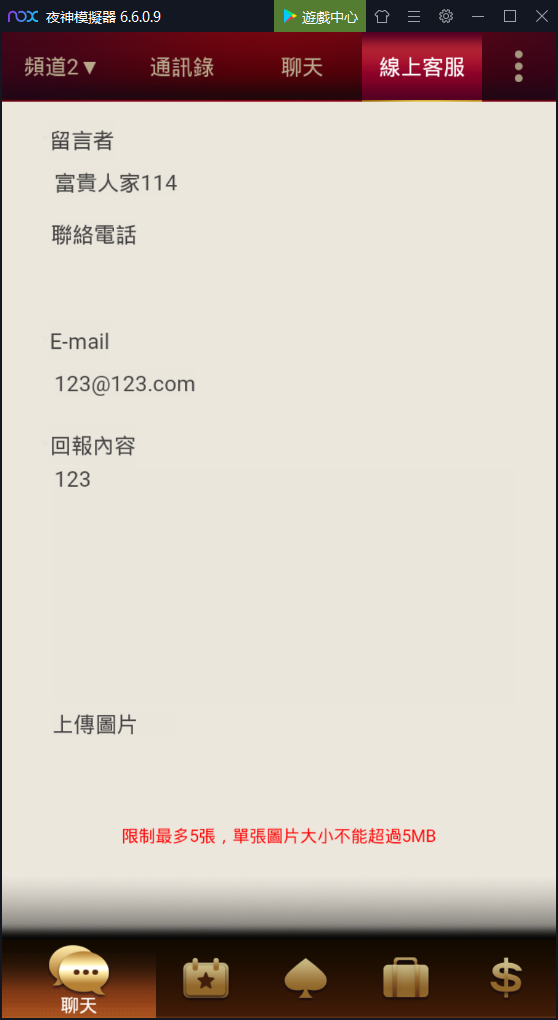 nox 夜神模擬器 6.6.0.9 遊戲中心
頻道2▼ 通訊錄 聊天 線上客服
留言者
富貴人家114
聯絡電話
E-mail
123@123.com
回報內容
123
上傳圖片
限制最多5張，單張圖片大小不能超過5MB
聊天
$